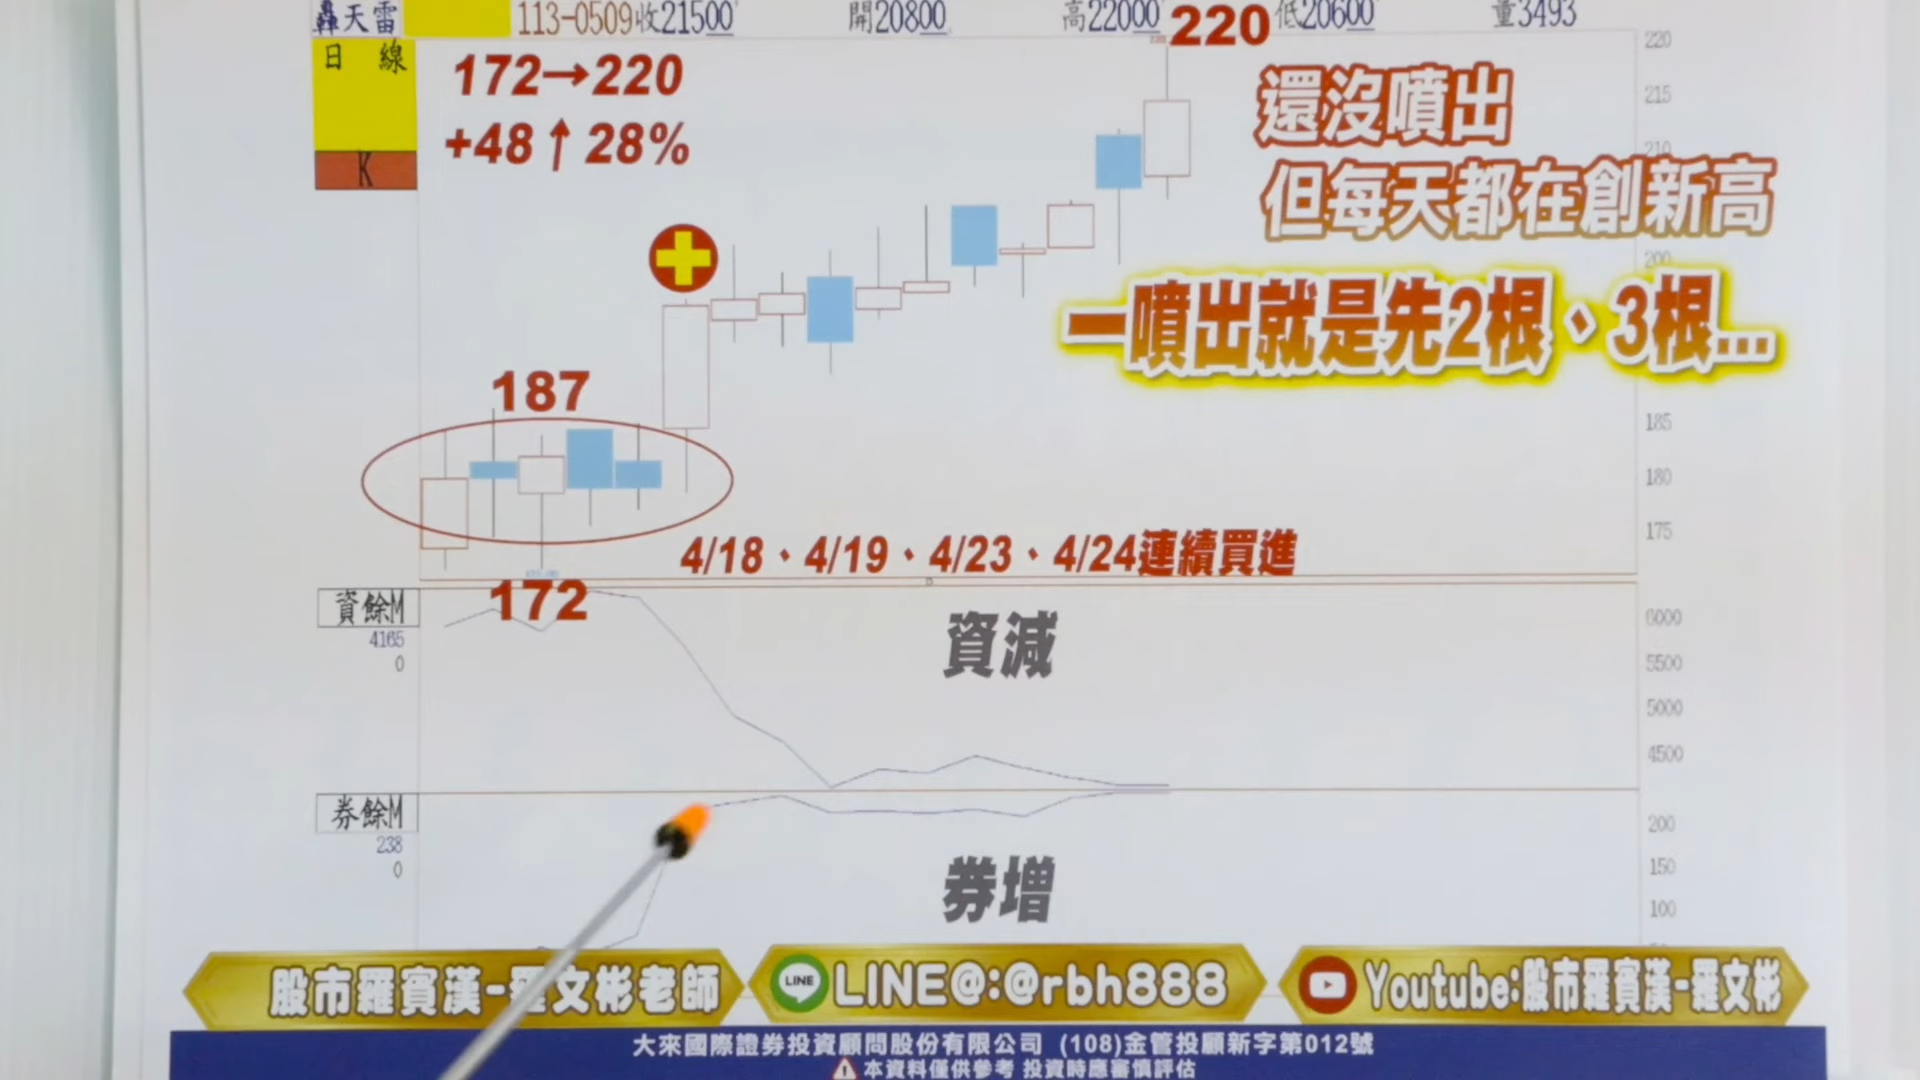 轟天雷 113-0509收21500 開20800 高22000 220 低20600 量3493
日線
K
172→220
+48↑28%
還沒噴出
但每天都在創新高
一噴出就是先2根、3根...
220
215
210
200
185
180
175
187
172
4/18、4/19、4/23、4/24連續買進
資餘M
4165
0
資減
6000
5500
5000
4500
券餘M
238
0
券增
200
150
100
股市羅賓漢-羅文彬老師
LINE LINE@:@rbh888
Youtube:股市羅賓漢-羅文彬
大來國際證券投資顧問股份有限公司 (108)金管投顧新字第012號
本資料僅供參考 投資時應審慎評估